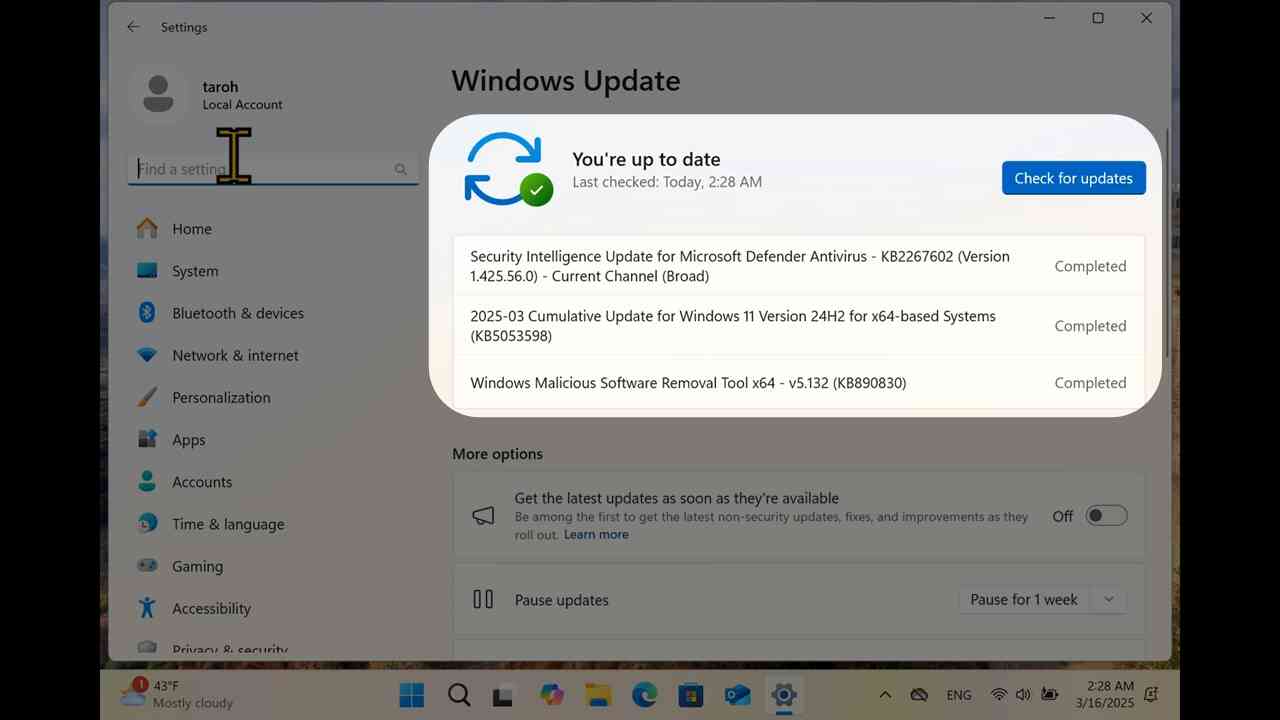 Settings
taroh
Local Account
Find a setting
Home
System
Bluetooth & devices
Network & internet
Personalization
Apps
Accounts
Time & language
Gaming
Accessibility
Privacy & security
Windows Update
You're up to date
Last checked: Today, 2:28 AM
Check for updates
Security Intelligence Update for Microsoft Defender Antivirus - KB2267602 (Version
1.425.56.0) - Current Channel (Broad)
Completed
2025-03 Cumulative Update for Windows 11 Version 24H2 for x64-based Systems
(KB5053598)
Completed
Windows Malicious Software Removal Tool x64 - v5.132 (KB890830)
Completed
More options
Get the latest updates as soon as they're available
Be among the first to get the latest non-security updates, fixes, and improvements as they
roll out. Learn more
Off
Pause updates
Pause for 1 week
1
43°F
Mostly cloudy
ENG
2:28 AM
3/16/2025